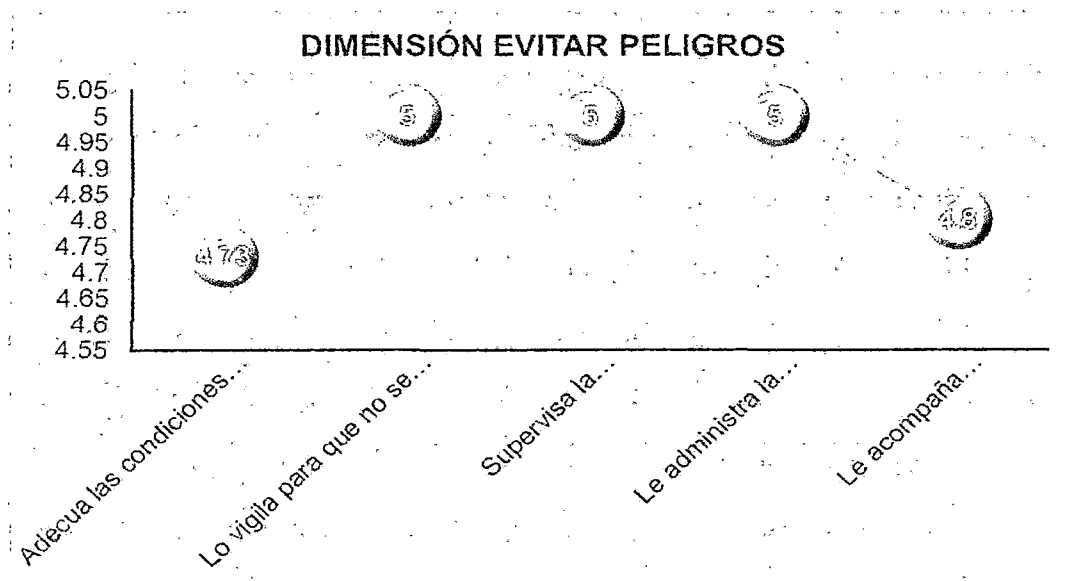 DIMENSIÓN EVITAR PELIGROS
5.05
5
4.95
4.9
4.85
4.8
4.75
4.7
4.65
4.6
4.55
4.73
5
5
5
4.8
Adecua las condiciones...
Lo vigila para que no se...
Supervisa la...
Le administra la...
Le acompaña...